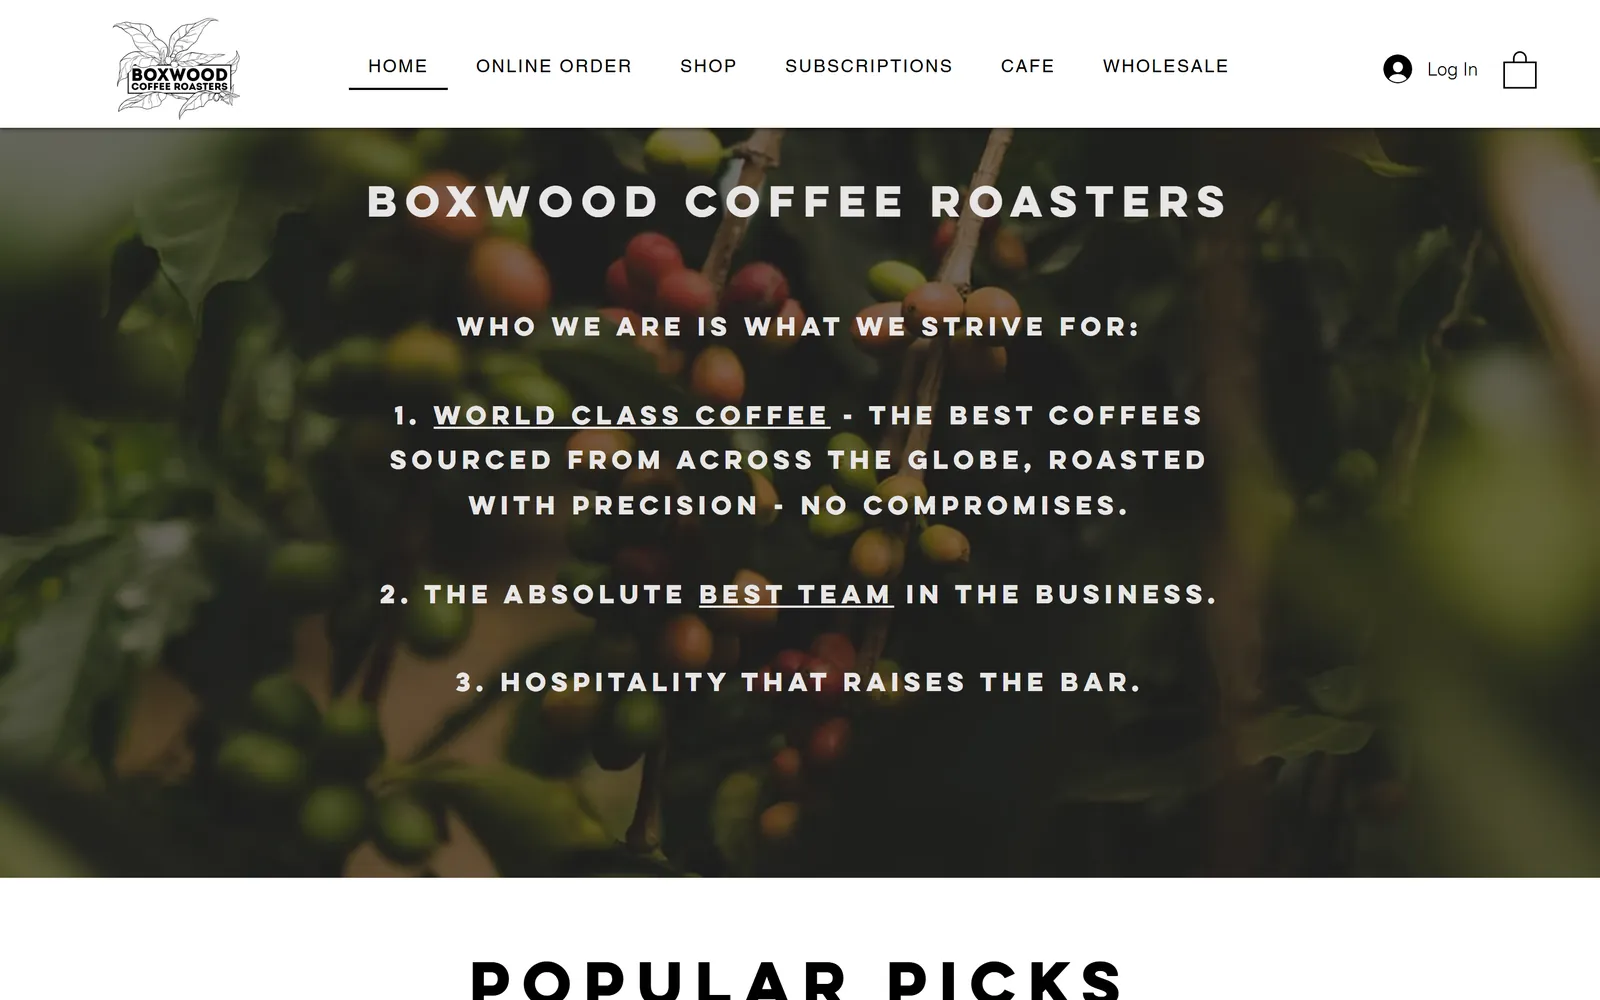 BOXWOOD
COFFEE ROASTERS
HOME
ONLINE ORDER
SHOP
SUBSCRIPTIONS
CAFE
WHOLESALE
Log In
BOXWOOD COFFEE ROASTERS
WHO WE ARE IS WHAT WE STRIVE FOR:
1. WORLD CLASS COFFEE - THE BEST COFFEES
SOURCED FROM ACROSS THE GLOBE, ROASTED
WITH PRECISION - NO COMPROMISES.
2. THE ABSOLUTE BEST TEAM IN THE BUSINESS.
3. HOSPITALITY THAT RAISES THE BAR.
POPULAR PICKS